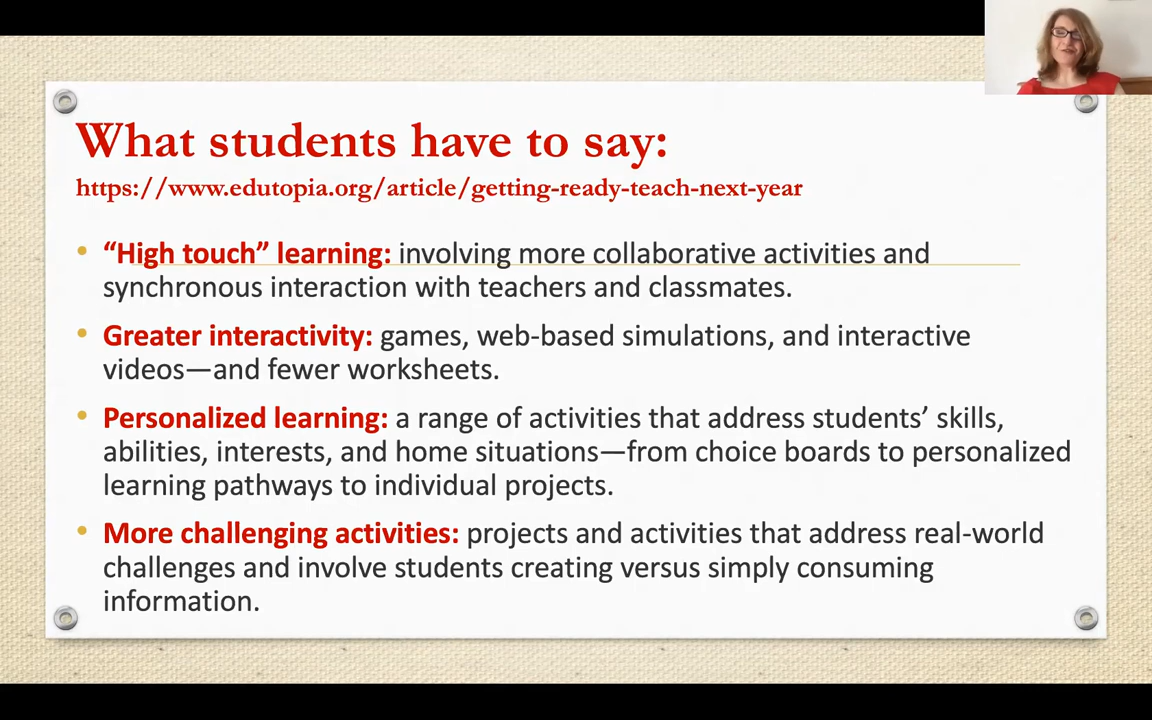 What students have to say:
https://www.edutopia.org/article/getting-ready-teach-next-year
• “High touch” learning: involving more collaborative activities and
synchronous interaction with teachers and classmates.
• Greater interactivity: games, web-based simulations, and interactive
videos—and fewer worksheets.
• Personalized learning: a range of activities that address students’ skills,
abilities, interests, and home situations—from choice boards to personalized
learning pathways to individual projects.
• More challenging activities: projects and activities that address real-world
challenges and involve students creating versus simply consuming
information.